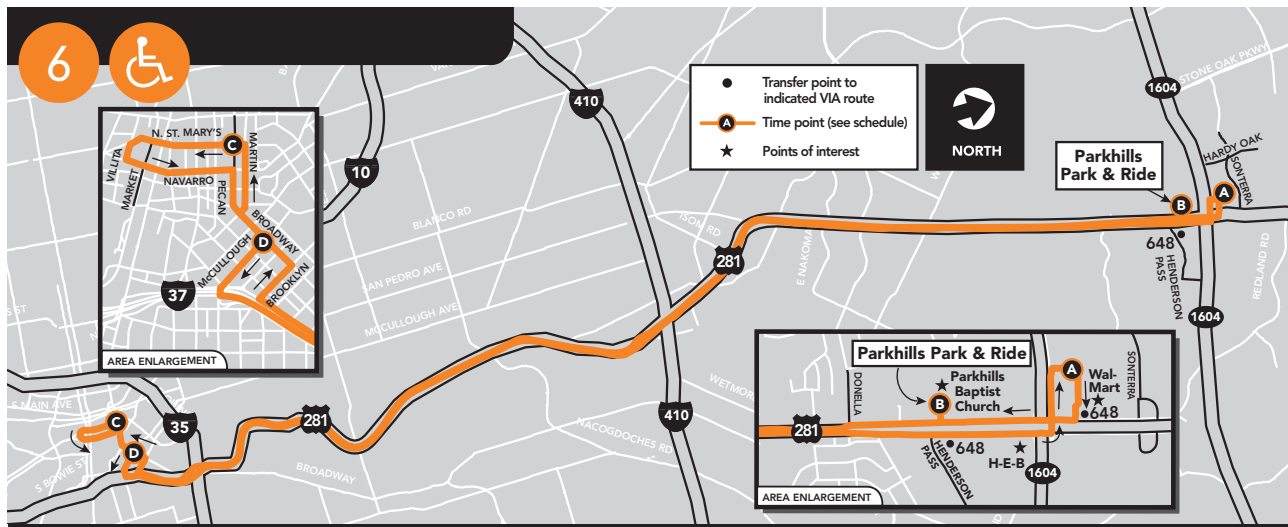 6
Transfer point to
indicated VIA route
A
Time point (see schedule)
Points of interest
NORTH
N. ST. MARY'S
C
MARTIN
VILLITA
MARKET
NAVARRO
PECAN
BROADWAY
D
McCULLOUGH
BROOKLYN
37
AREA ENLARGEMENT
10
410
BLANCO RD
SAN PEDRO AVE
MCCULLOUGH AVE
281
E NAKOMA
1604
STONE OAK PKWY
HARDY OAK
SONTERRA
Parkhills
Park & Ride
B
A
648
HENDERSON
PASS
REDLAND RD
1604
E MAIN AVE
C
D
S BOWIE ST
35
281
BROADWAY
NACOGDOCHES RD
410
Parkhills Park & Ride
DONELLA
Parkhills
Baptist
Church
B
A
Wal-
Mart
648
SONTERRA
281
648
HENDERSON
PASS
H-E-B
1604
AREA ENLARGEMENT